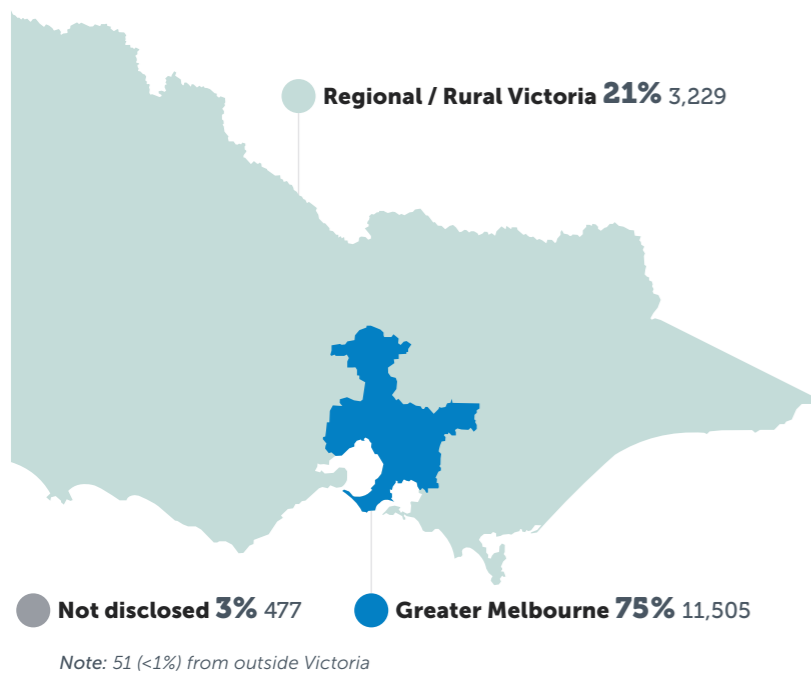 Regional / Rural Victoria 21% 3,229
Not disclosed 3% 477
Greater Melbourne 75% 11,505
Note: 51 (<1%) from outside Victoria